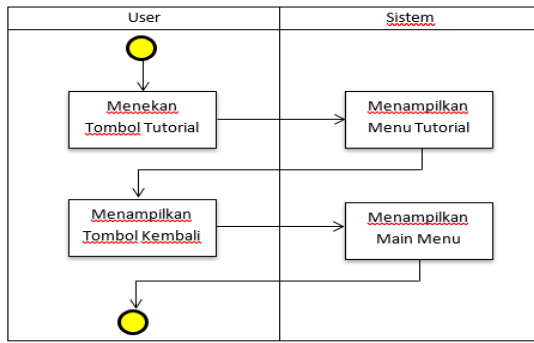 User
Sistem
Menekan
Tombol Tutorial
Menampilkan
Menu Tutorial
Menampilkan
Tombol Kembali
Menampilkan
Main Menu